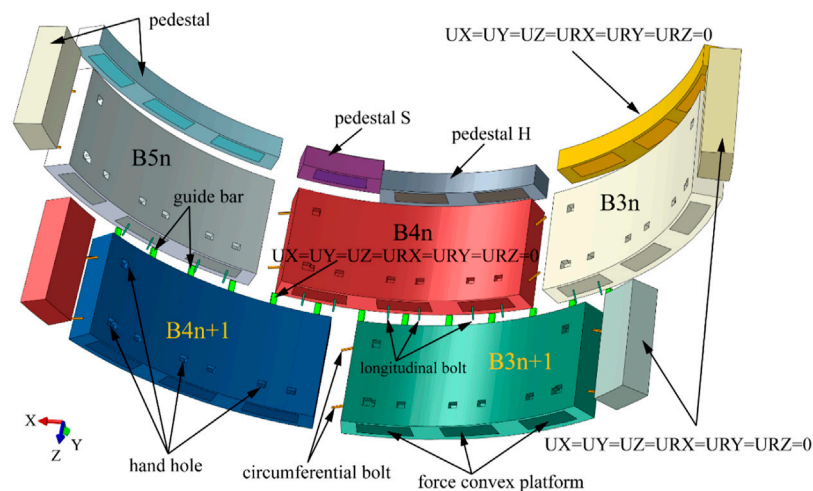 pedestal
UX=UY=UZ=URX=URY=URZ=0
pedestal S
pedestal H
B5n
guide bar
B4n
B3n
UX=UY=UZ=URX=URY=URZ=0
B4n+1
longitudinal bolt
B3n+1
X
Y
Z
hand hole
circumferential bolt
force convex platform
UX=UY=UZ=URX=URY=URZ=0